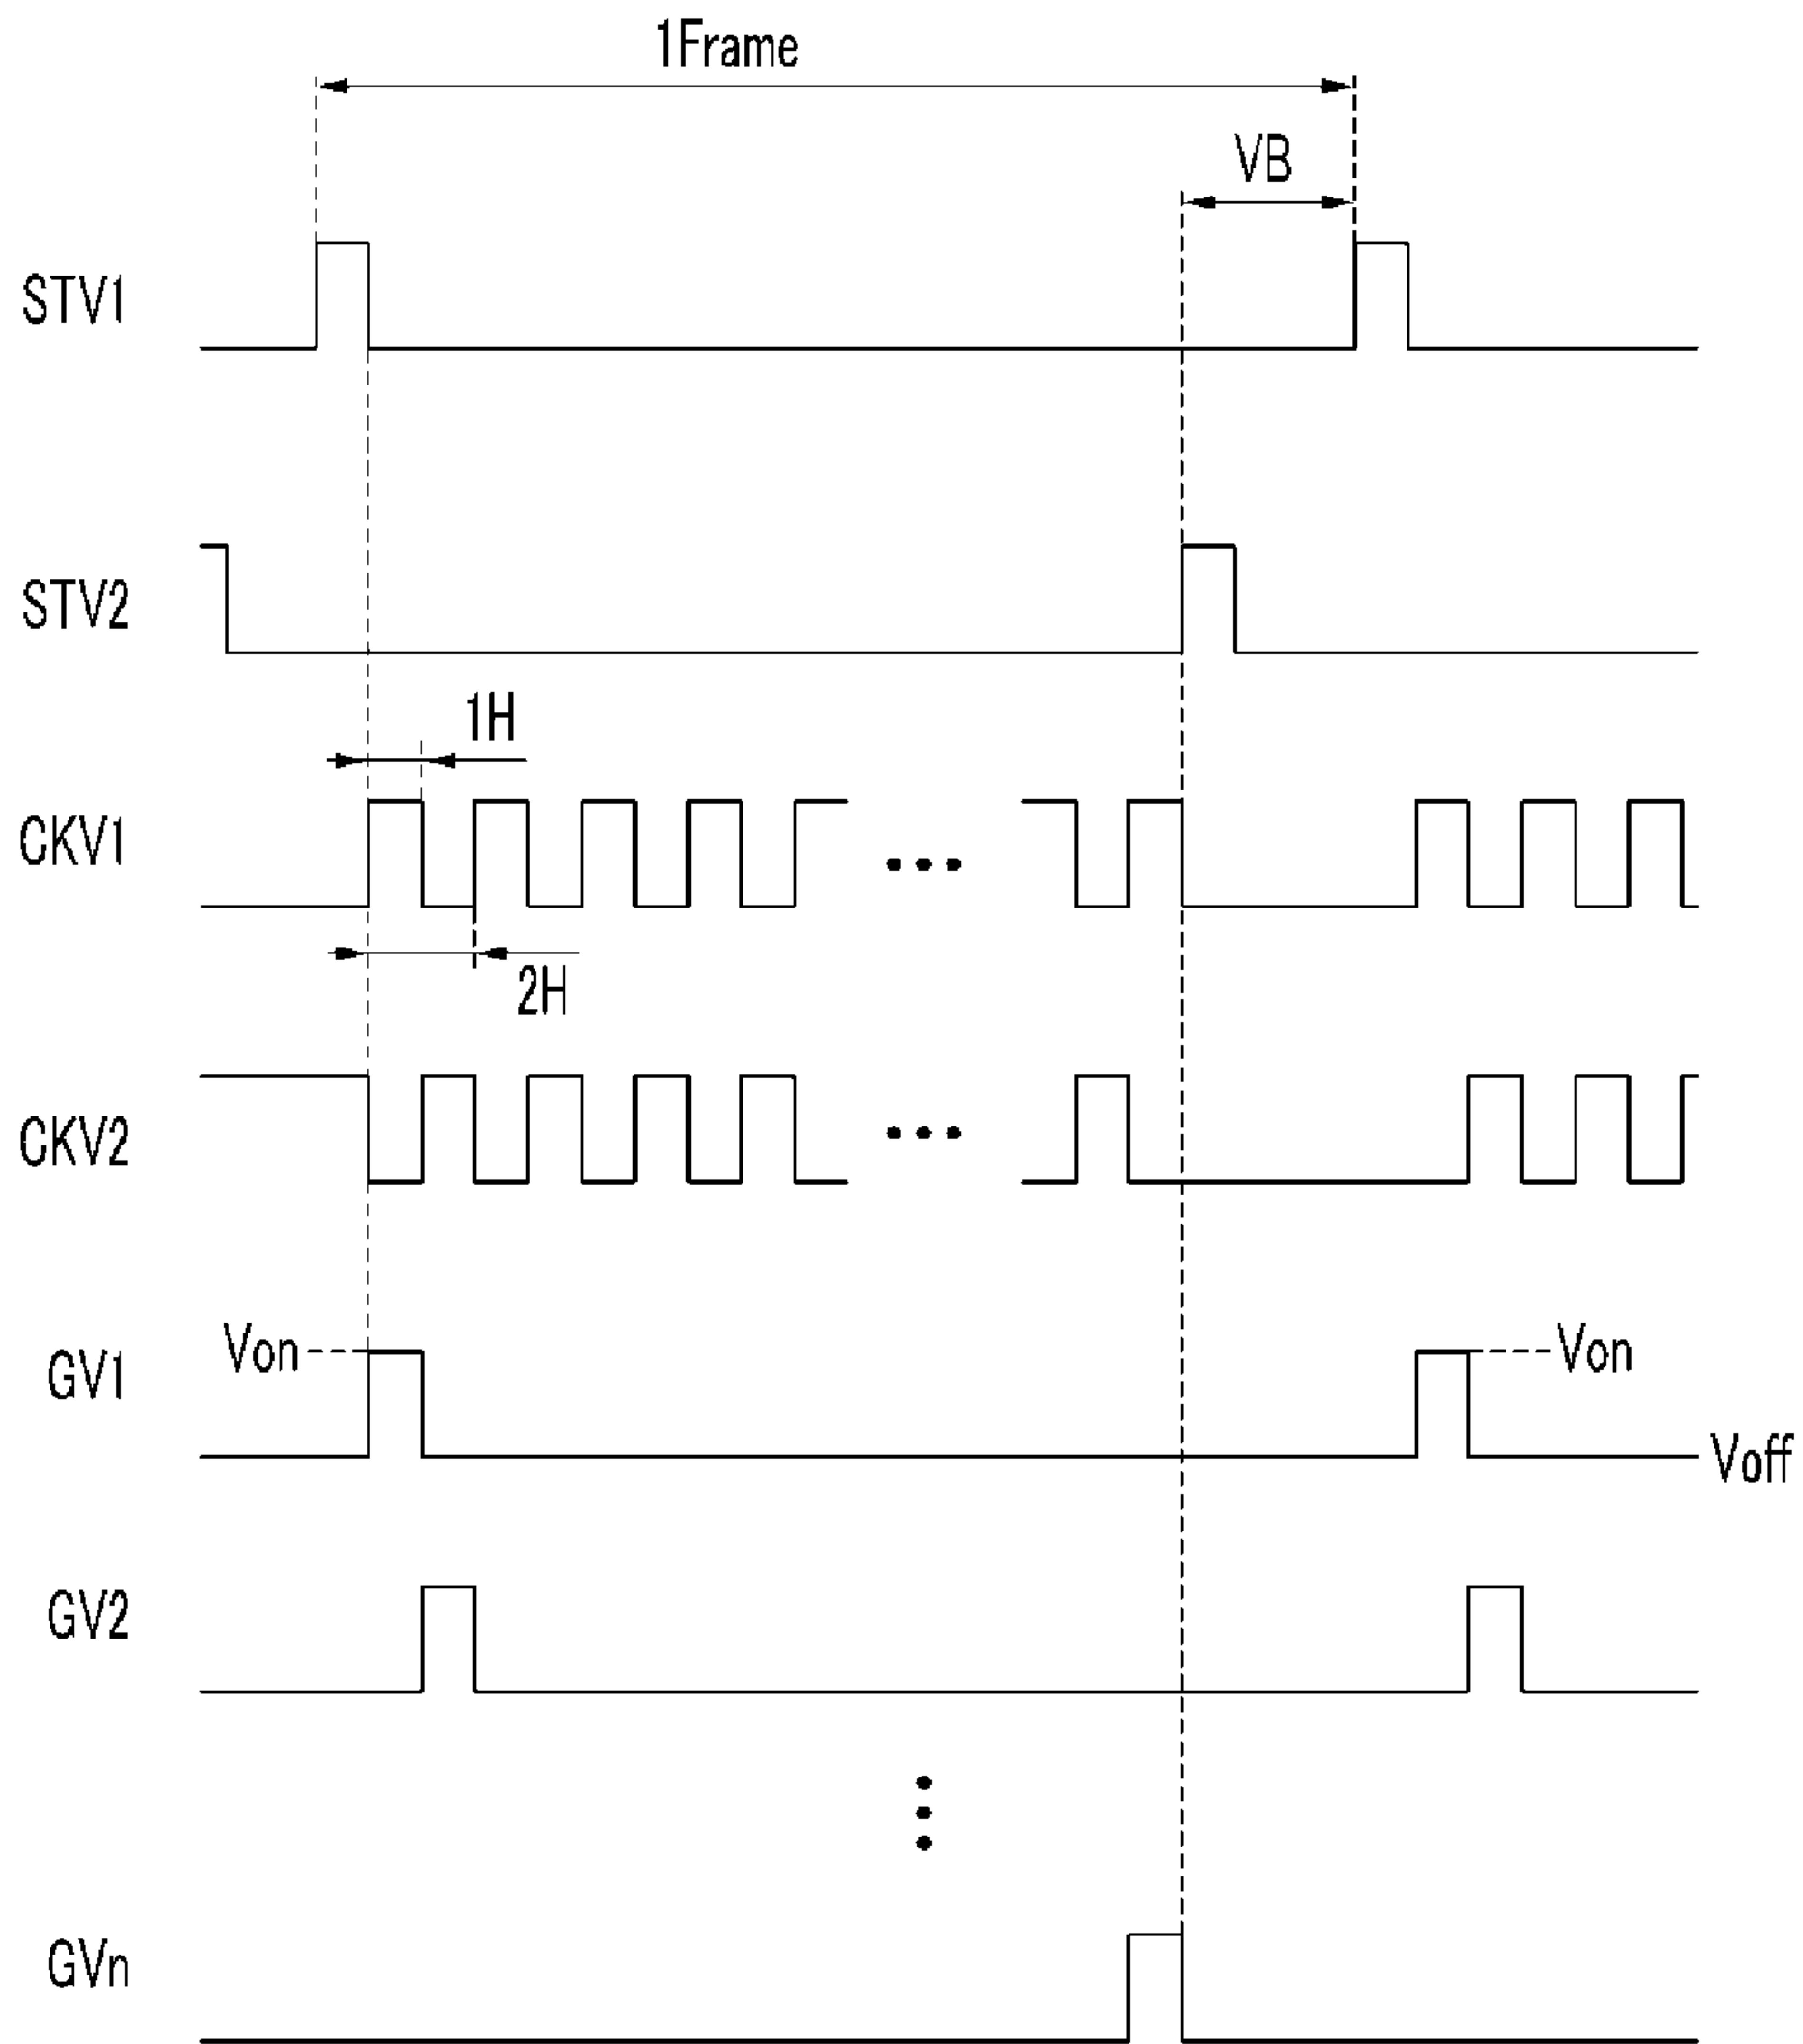 1Frame
VB
STV1
STV2
1H
CKV1
2H
CKV2
Von
Von
GV1
Voff
GV2
GVn